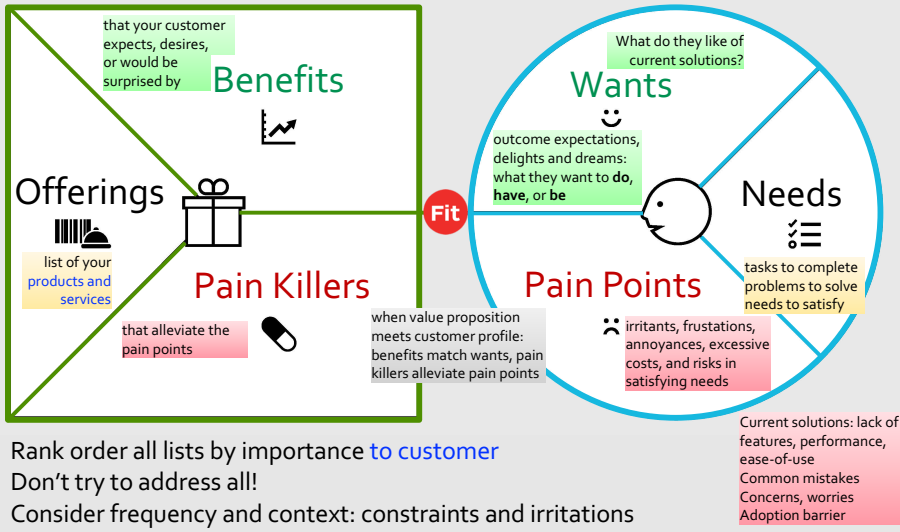 that your customer
expects, desires,
or would be
surprised by
Benefits
Offerings
list of your
products and
services
Pain Killers
that alleviate the
pain points
Fit
when value proposition
meets customer profile:
benefits match wants, pain
killers alleviate pain points
What do they like of
current solutions?
Wants
outcome expectations,
delights and dreams:
what they want to do,
have, or be
Needs
tasks to complete
problems to solve
needs to satisfy
Pain Points
irritants, frustations,
annoyances, excessive
costs, and risks in
satisfying needs
Current solutions: lack of
features, performance,
ease-of-use
Common mistakes
Concerns, worries
Adoption barrier
Rank order all lists by importance to customer
Don't try to address all!
Consider frequency and context: constraints and irritations